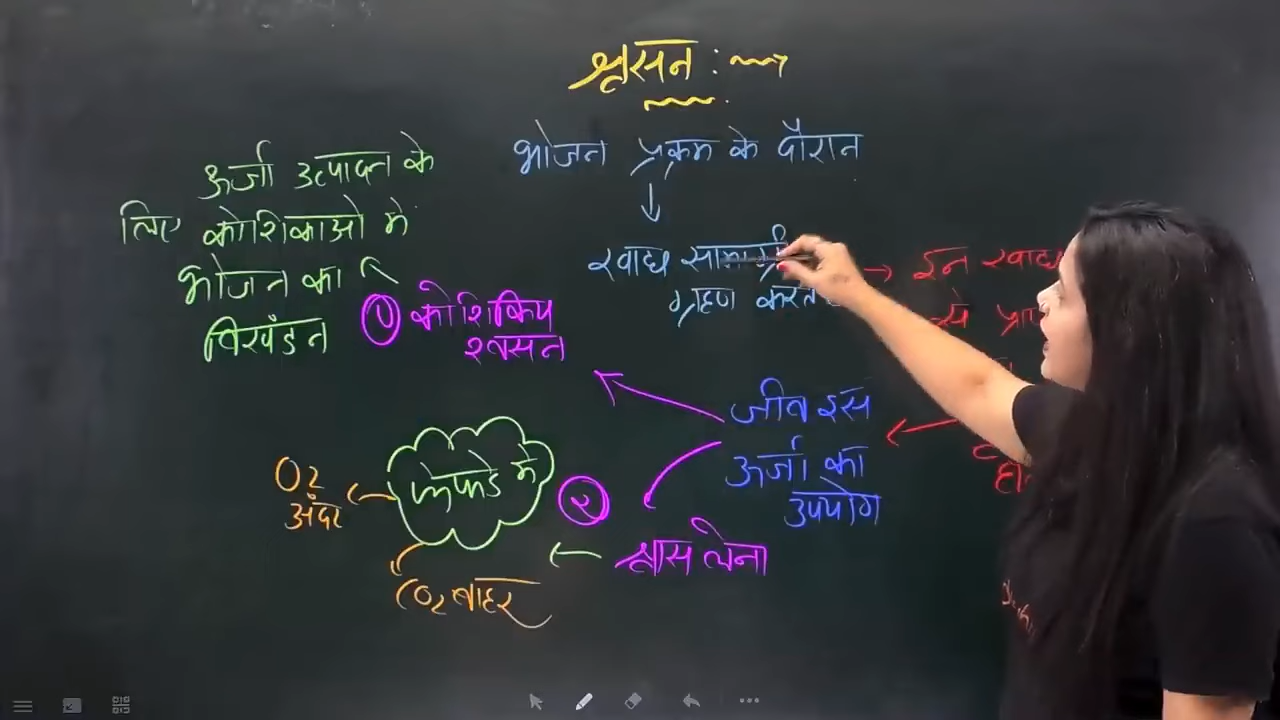 श्वसन :
भोजन प्रक्रम के दौरान
खाद्य सामग्री
ग्रहण करते
इन खाद्य
से
जीव इस
ऊर्जा का
उपयोग
① कोशिकिय
श्वसन
ऊर्जा उत्पादन के
लिए कोशिकाओ में
भोजन का
विखंडन
② श्वास लेना
फेफडे में
O2
अंदर
CO2 बाहर